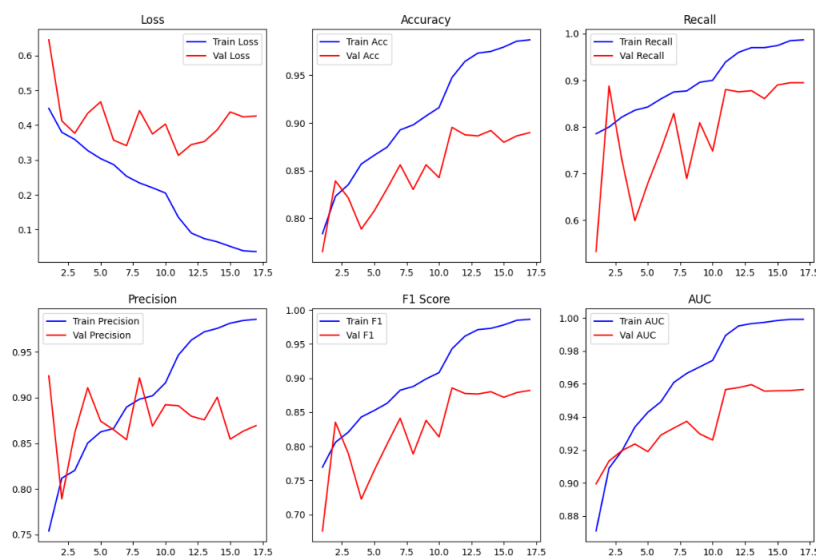 Loss
Train Loss
Val Loss
0.6
0.5
0.4
0.3
0.2
0.1
2.5 5.0 7.5 10.0 12.5 15.0 17.5
Accuracy
Train Acc
Val Acc
0.95
0.90
0.85
0.80
2.5 5.0 7.5 10.0 12.5 15.0 17.5
Recall
Train Recall
Val Recall
1.0
0.9
0.8
0.7
0.6
2.5 5.0 7.5 10.0 12.5 15.0 17.5
Precision
Train Precision
Val Precision
0.95
0.90
0.85
0.80
0.75
2.5 5.0 7.5 10.0 12.5 15.0 17.5
F1 Score
Train F1
Val F1
1.00
0.95
0.90
0.85
0.80
0.75
0.70
2.5 5.0 7.5 10.0 12.5 15.0 17.5
AUC
Train AUC
Val AUC
1.00
0.98
0.96
0.94
0.92
0.90
0.88
2.5 5.0 7.5 10.0 12.5 15.0 17.5